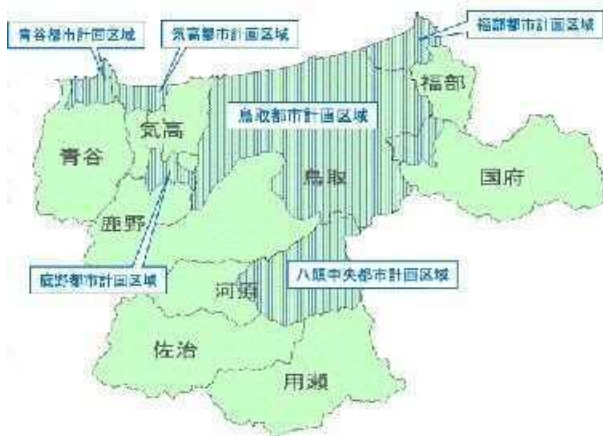 青谷都市計画区域
気高都市計画区域
福部都市計画区域
福部
鳥取都市計画区域
気高
青谷
鳥取
国府
鹿野
鹿野都市計画区域
八頭中央都市計画区域
河原
佐治
用瀬